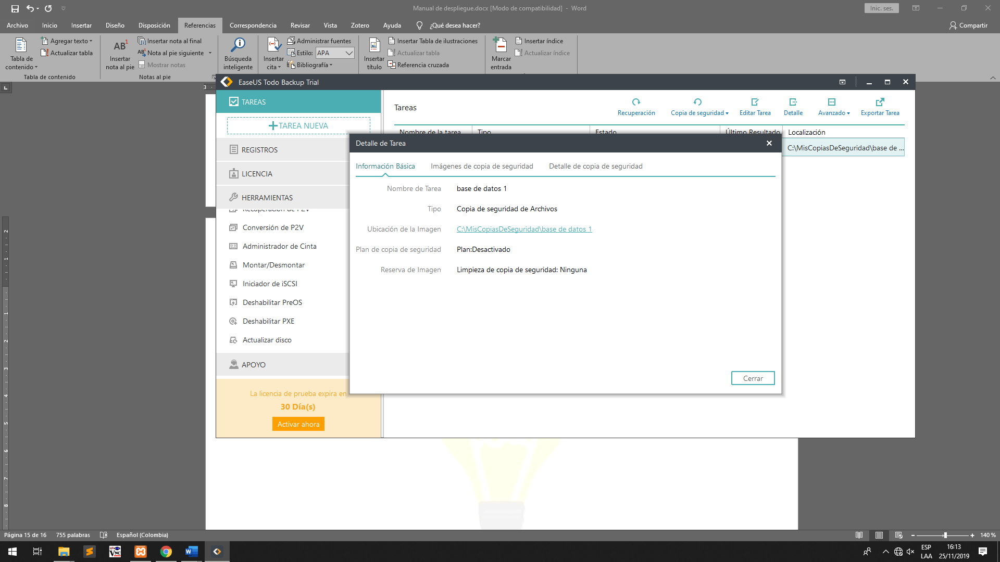 Manual de despliegue.docx [Modo de compatibilidad] - Word
Inic. ses.
Archivo Inicio Insertar Diseño Disposición Referencias Correspondencia Revisar Vista Zotero Ayuda ¿Qué desea hacer? Compartir
Tabla de contenido
Agregar texto
Actualizar tabla
Tabla de contenido
AB1
Insertar nota al pie
Insertar nota al final
Nota al pie siguiente
Mostrar notas
Notas al pie
Búsqueda inteligente
Insertar cita
Administrar fuentes
Estilo: APA
Bibliografía
Insertar título
Insertar Tabla de ilustraciones
Actualizar tabla
Referencia cruzada
Marcar entrada
Insertar índice
Actualizar índice
EaseUS Todo Backup Trial
TAREAS
TAREA NUEVA
REGISTROS
LICENCIA
HERRAMIENTAS
Recuperación de P2V
Conversión de P2V
Administrador de Cinta
Montar/Desmontar
Iniciador de iSCSI
Deshabilitar PreOS
Deshabilitar PXE
Actualizar disco
APOYO
La licencia de prueba expira en
30 Día(s)
Activar ahora
Tareas
Recuperación Copia de seguridad Editar Tarea Detalle Avanzado Exportar Tarea
Nombre de la tarea Tipo Estado Último Resultado Localización
C:\MisCopiasDeSeguridad\base de ...
Detalle de Tarea
Información Básica Imágenes de copia de seguridad Detalle de copia de seguridad
Nombre de Tarea base de datos 1
Tipo Copia de seguridad de Archivos
Ubicación de la Imagen C:\MisCopiasDeSeguridad\base de datos 1
Plan de copia de seguridad Plan:Desactivado
Reserva de Imagen Limpieza de copia de seguridad: Ninguna
Cerrar
Página 15 de 16 755 palabras Español (Colombia) 140 %
ESP
LAA
16:13
25/11/2019